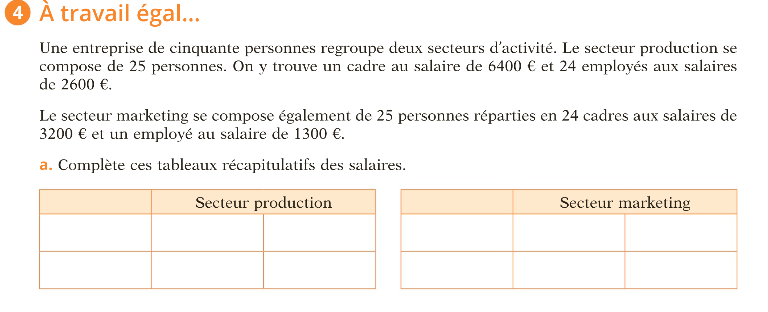 4 À travail égal...
Une entreprise de cinquante personnes regroupe deux secteurs d'activité. Le secteur production se
compose de 25 personnes. On y trouve un cadre au salaire de 6400 € et 24 employés aux salaires
de 2600 €.
Le secteur marketing se compose également de 25 personnes réparties en 24 cadres aux salaires de
3200 € et un employé au salaire de 1300 €.
a. Complète ces tableaux récapitulatifs des salaires.
Secteur production
Secteur marketing